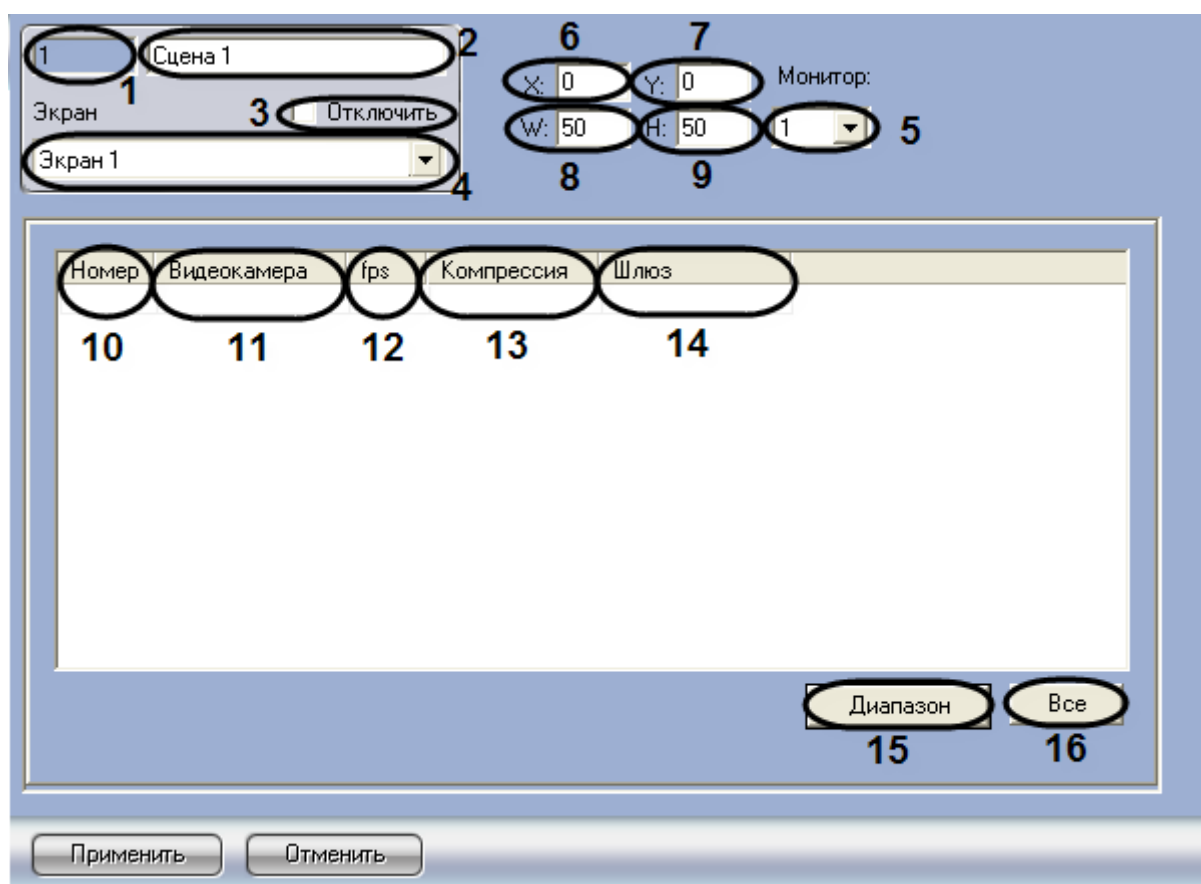 6 7
1 Сцена 1 2
X: 0 Y: 0 Монитор:
1
Экран 3 Отключить
W: 50 H: 50 1 5
Экран 1
4 8 9
Номер Видеокамера fps Компрессия Шлюз
10 11 12 13 14
Диапазон Все
15 16
Применить Отменить